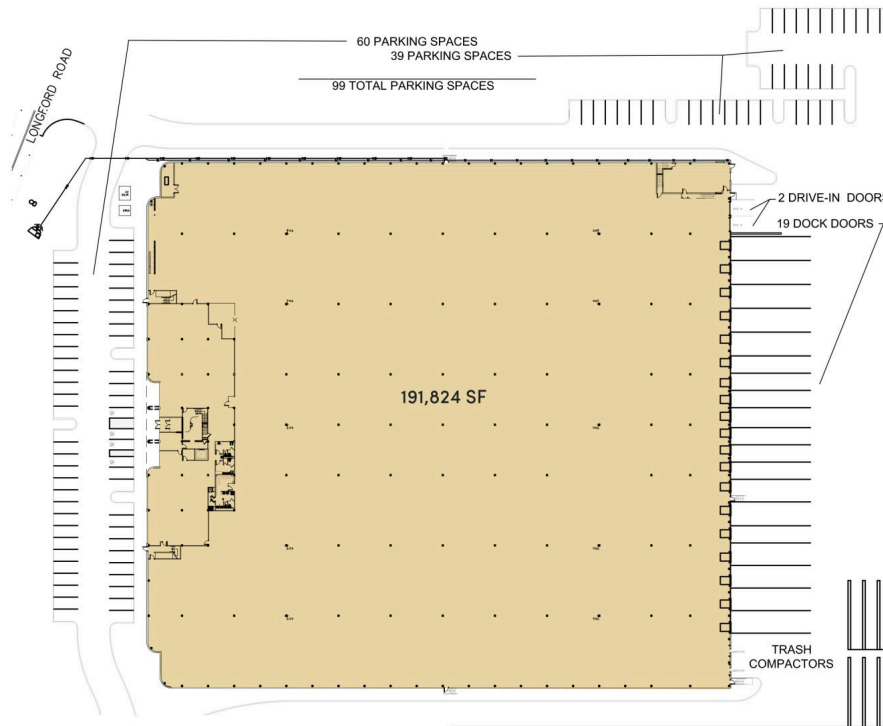 60 PARKING SPACES
39 PARKING SPACES
99 TOTAL PARKING SPACES
LONGFORD ROAD
8
2 DRIVE-IN DOORS
19 DOCK DOORS
191,824 SF
TRASH
COMPACTORS